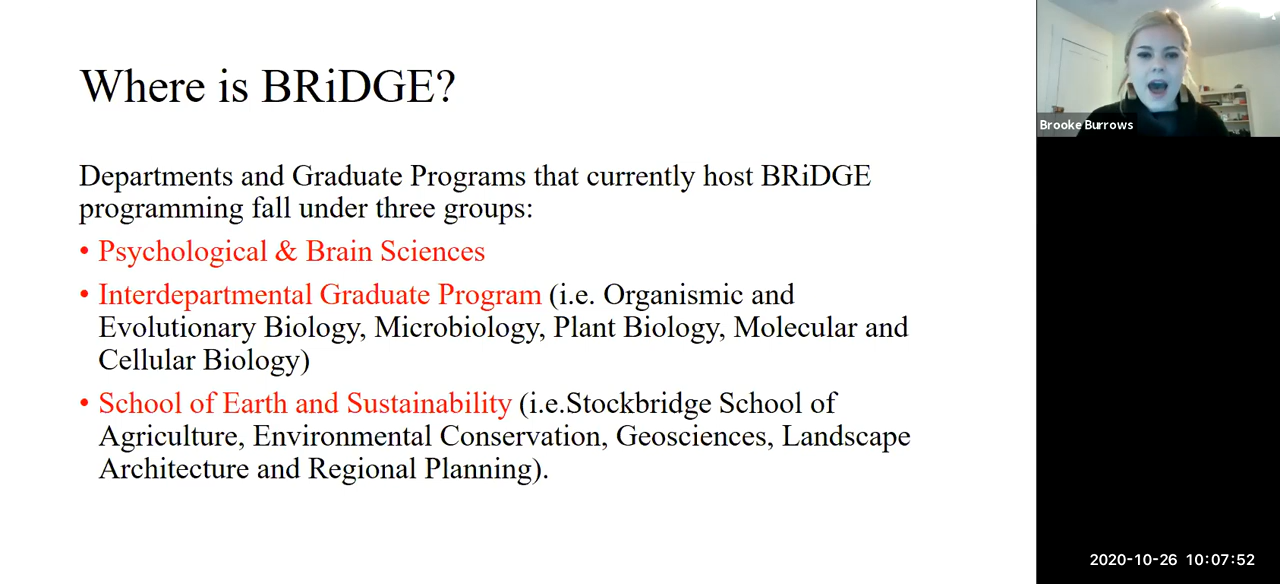 Where is BRiDGE?
Departments and Graduate Programs that currently host BRiDGE
programming fall under three groups:
• Psychological & Brain Sciences
• Interdepartmental Graduate Program (i.e. Organismic and
Evolutionary Biology, Microbiology, Plant Biology, Molecular and
Cellular Biology)
• School of Earth and Sustainability (i.e.Stockbridge School of
Agriculture, Environmental Conservation, Geosciences, Landscape
Architecture and Regional Planning).
Brooke Burrows
2020-10-26 10:07:52